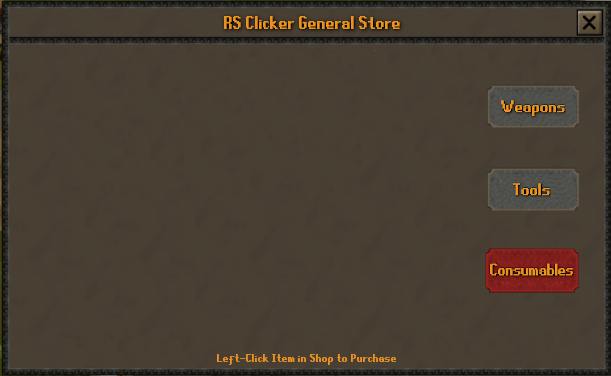 RS Clicker General Store
Weapons
Tools
Consumables
Left-Click Item in Shop to Purchase